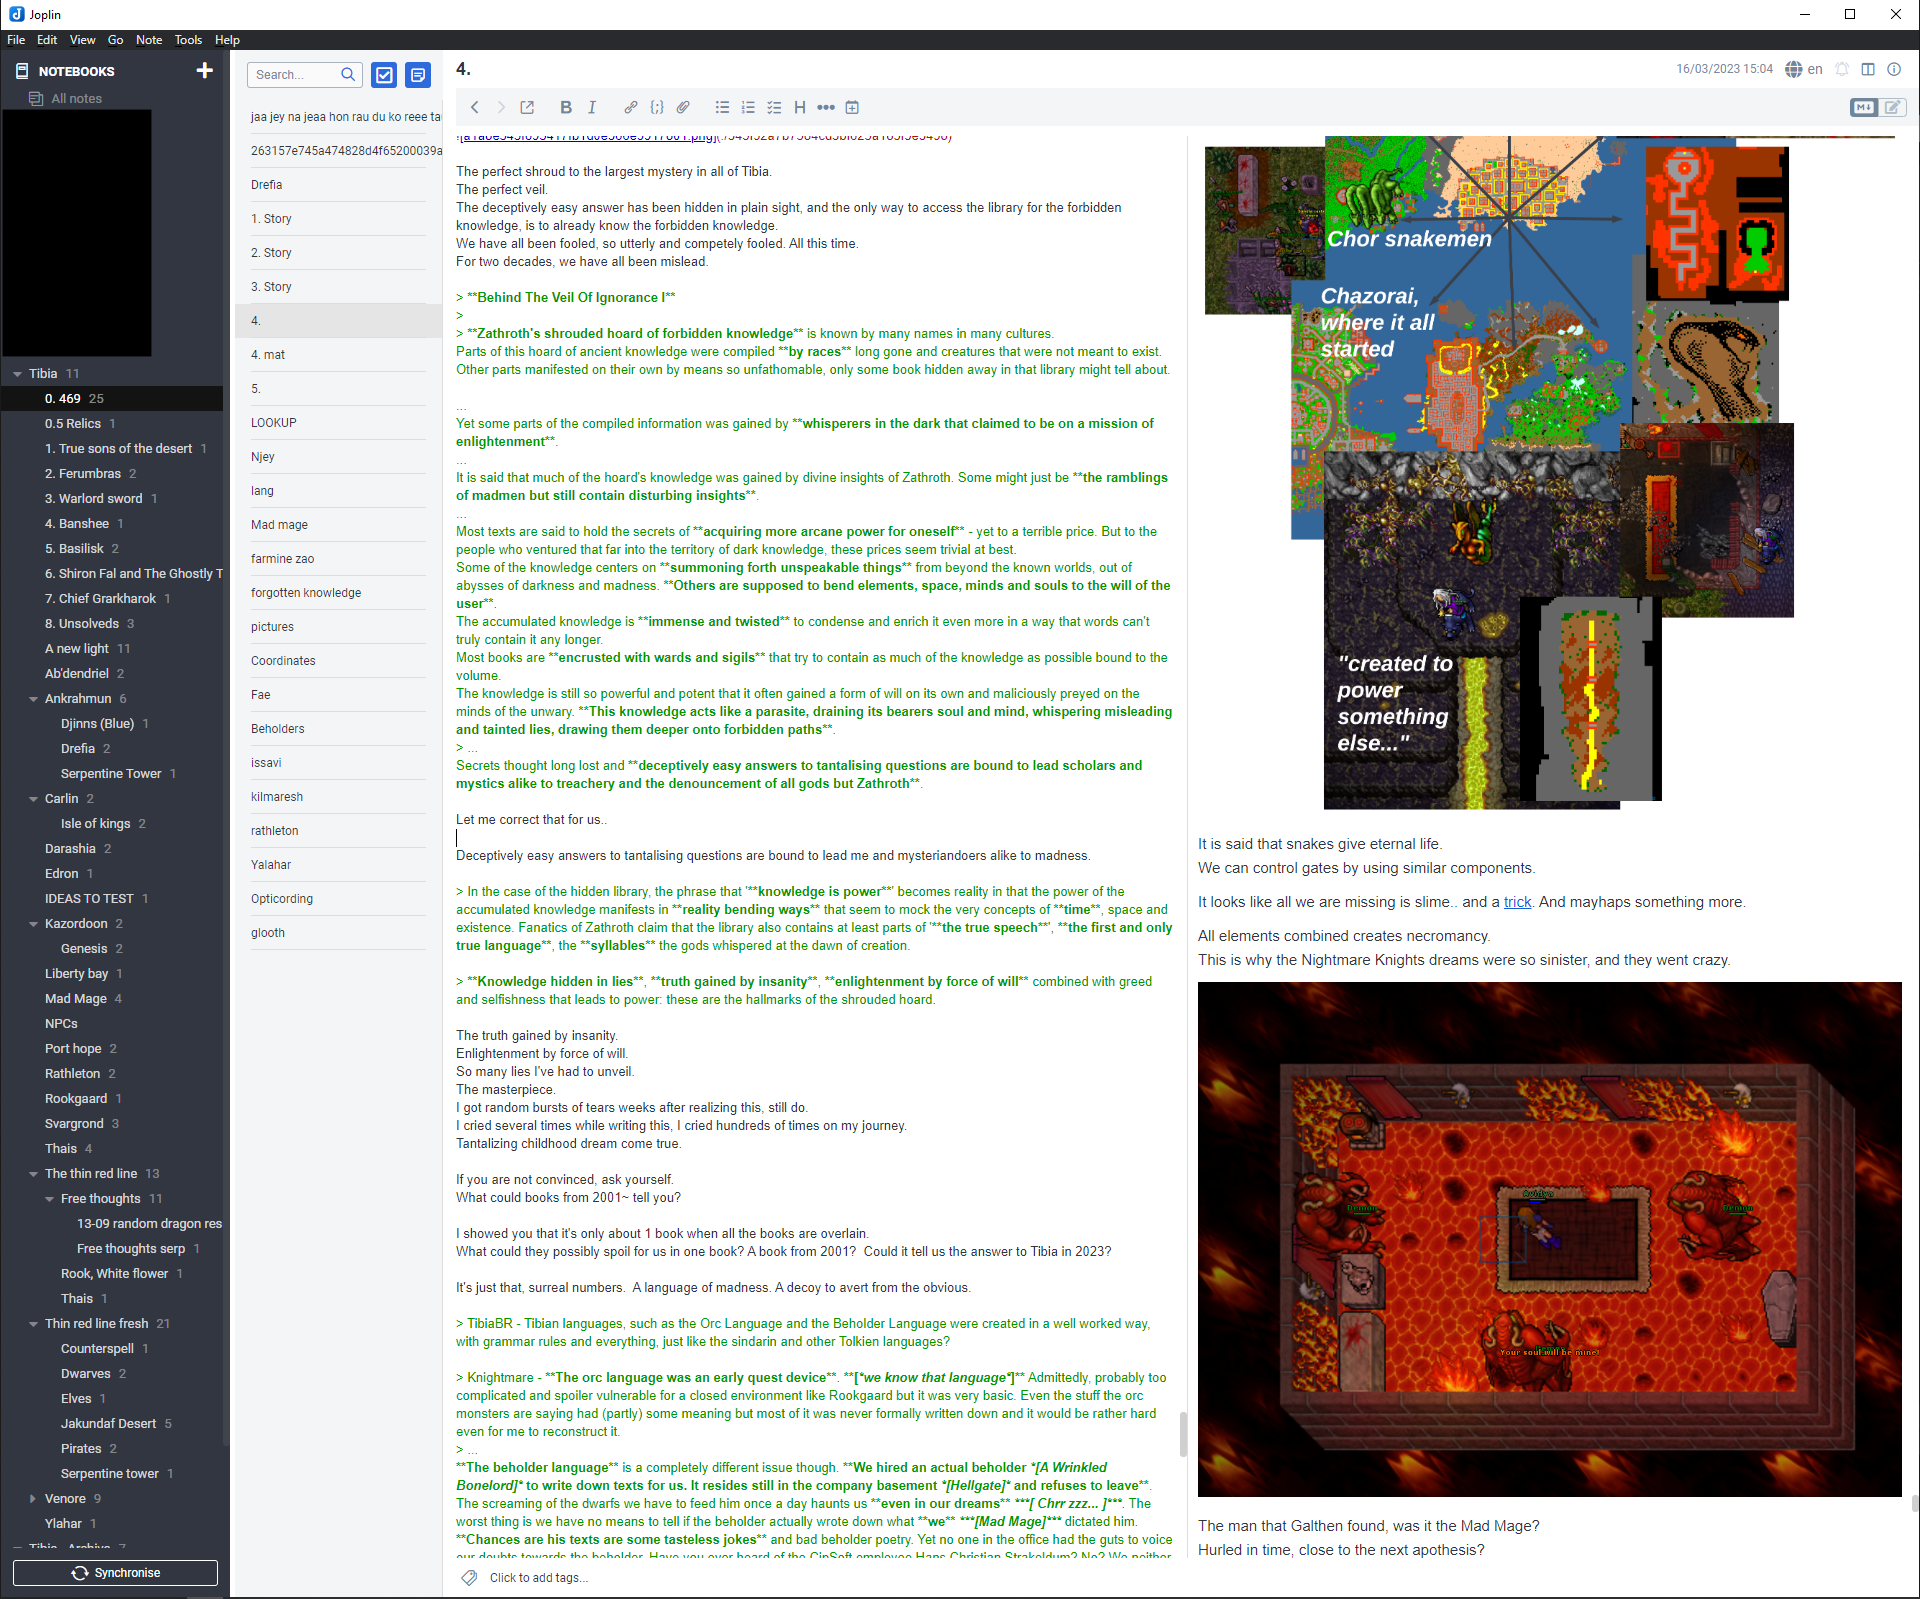 Joplin
File Edit View Go Note Tools Help
NOTEBOOKS
All notes
Tibia 11
0. 469 25
0.5 Relics 1
1. True sons of the desert 1
2. Ferumbras 2
3. Warlord sword 1
4. Banshee 1
5. Basilisk 2
6. Shiron Fal and The Ghostly T
7. Chief Grarkharok 1
8. Unsolveds 3
A new light 11
Ab'dendriel 2
Ankrahmun 6
Djinns (Blue) 1
Drefia 2
Serpentine Tower 1
Carlin 2
Isle of kings 2
Darashia 2
Edron 1
IDEAS TO TEST 1
Kazordoon 2
Genesis 2
Liberty bay 1
Mad Mage 4
NPCs
Port hope 2
Rathleton 2
Rookgaard 1
Svargrond 3
Thais 4
The thin red line 13
Free thoughts 11
13-09 random dragon res
Free thoughts serp 1
Rook, White flower 1
Thais 1
Thin red line fresh 21
Counterspell 1
Dwarves 2
Elves 1
Jakundaf Desert 5
Pirates 2
Serpentine tower 1
Venore 9
Ylahar 1
Synchronise
Search...
jaa jey na jeaa hon rau du ko reee ta
263157e745a474828d4f65200039a
Drefia
1. Story
2. Story
3. Story
4.
4. mat
5.
LOOKUP
Njey
lang
Mad mage
farmine zao
forgotten knowledge
pictures
Coordinates
Fae
Beholders
issavi
kilmaresh
rathleton
Yalahar
Opticording
glooth
4.
16/03/2023 15:04 en
The perfect shroud to the largest mystery in all of Tibia.
The perfect veil.
The deceptively easy answer has been hidden in plain sight, and the only way to access the library for the forbidden
knowledge, is to already know the forbidden knowledge.
We have all been fooled, so utterly and competely fooled. All this time.
For two decades, we have all been mislead.
> **Behind The Veil Of Ignorance I**
>
> **Zathroth's shrouded hoard of forbidden knowledge** is known by many names in many cultures.
Parts of this hoard of ancient knowledge were compiled **by races** long gone and creatures that were not meant to exist.
Other parts manifested on their own by means so unfathomable, only some book hidden away in that library might tell about.
...
Yet some parts of the compiled information was gained by **whisperers in the dark that claimed to be on a mission of
enlightenment**.
...
It is said that much of the hoard's knowledge was gained by divine insights of Zathroth. Some might just be **the ramblings
of madmen but still contain disturbing insights**.
...
Most texts are said to hold the secrets of **acquiring more arcane power for oneself** - yet to a terrible price. But to the
people who ventured that far into the territory of dark knowledge, these prices seem trivial at best.
Some of the knowledge centers on **summoning forth unspeakable things** from beyond the known worlds, out of
abysses of darkness and madness. **Others are supposed to bend elements, space, minds and souls to the will of the
user**.
The accumulated knowledge is **immense and twisted** to condense and enrich it even more in a way that words can't
truly contain it any longer.
Most books are **encrusted with wards and sigils** that try to contain as much of the knowledge as possible bound to the
volume.
The knowledge is still so powerful and potent that it often gained a form of will on its own and maliciously preyed on the
minds of the unwary. **This knowledge acts like a parasite, draining its bearers soul and mind, whispering misleading
and tainted lies, drawing them deeper onto forbidden paths**.
> ...
Secrets thought long lost and **deceptively easy answers to tantalising questions are bound to lead scholars and
mystics alike to treachery and the denouncement of all gods but Zathroth**.
Let me correct that for us..
Deceptively easy answers to tantalising questions are bound to lead me and mysteriandoers alike to madness.
> In the case of the hidden library, the phrase that '**knowledge is power**' becomes reality in that the power of the
accumulated knowledge manifests in **reality bending ways** that seem to mock the very concepts of **time**, space and
existence. Fanatics of Zathroth claim that the library also contains at least parts of '**the true speech**', **the first and only
true language**, the **syllables** the gods whispered at the dawn of creation.
> **Knowledge hidden in lies**, **truth gained by insanity**, **enlightenment by force of will** combined with greed
and selfishness that leads to power: these are the hallmarks of the shrouded hoard.
The truth gained by insanity.
Enlightenment by force of will.
So many lies I've had to unveil.
The masterpiece.
I got random bursts of tears weeks after realizing this, still do.
I cried several times while writing this, I cried hundreds of times on my journey.
Tantalizing childhood dream come true.
If you are not convinced, ask yourself.
What could books from 2001~ tell you?
I showed you that it's only about 1 book when all the books are overlain.
What could they possibly spoil for us in one book? A book from 2001? Could it tell us the answer to Tibia in 2023?
It's just that, surreal numbers. A language of madness. A decoy to avert from the obvious.
> TibiaBR - Tibian languages, such as the Orc Language and the Beholder Language were created in a well worked way,
with grammar rules and everything, just like the sindarin and other Tolkien languages?
> Knightmare - **The orc language was an early quest device**. **[*we know that language*]** Admittedly, probably too
complicated and spoiler vulnerable for a closed environment like Rookgaard but it was very basic. Even the stuff the orc
monsters are saying had (partly) some meaning but most of it was never formally written down and it would be rather hard
even for me to reconstruct it.
> ...
**The beholder language** is a completely different issue though. **We hired an actual beholder *[A Wrinkled
Bonelord]* to write down texts for us. It resides still in the company basement *[Hellgate]* and refuses to leave**.
The screaming of the dwarfs we have to feed him once a day haunts us **even in our dreams** ***[ Chrr zzz... ]***. The
worst thing is we have no means to tell if the beholder actually wrote down what **we** ***[Mad Mage]*** dictated him.
**Chances are his texts are some tasteless jokes** and bad beholder poetry. Yet no one in the office had the guts to voice
our doubts towards the beholder. Have you ever heard of the CipSoft employee Hans Christian Strakeldum? No? We neither
Click to add tags...
Chor snakemen
Chazorai,
where it all
started
"created to
power
something
else..."
It is said that snakes give eternal life.
We can control gates by using similar components.
It looks like all we are missing is slime.. and a trick. And mayhaps something more.
All elements combined creates necromancy.
This is why the Nightmare Knights dreams were so sinister, and they went crazy.
Demon
Demon
Your soul will be mine!
The man that Galthen found, was it the Mad Mage?
Hurled in time, close to the next apothesis?